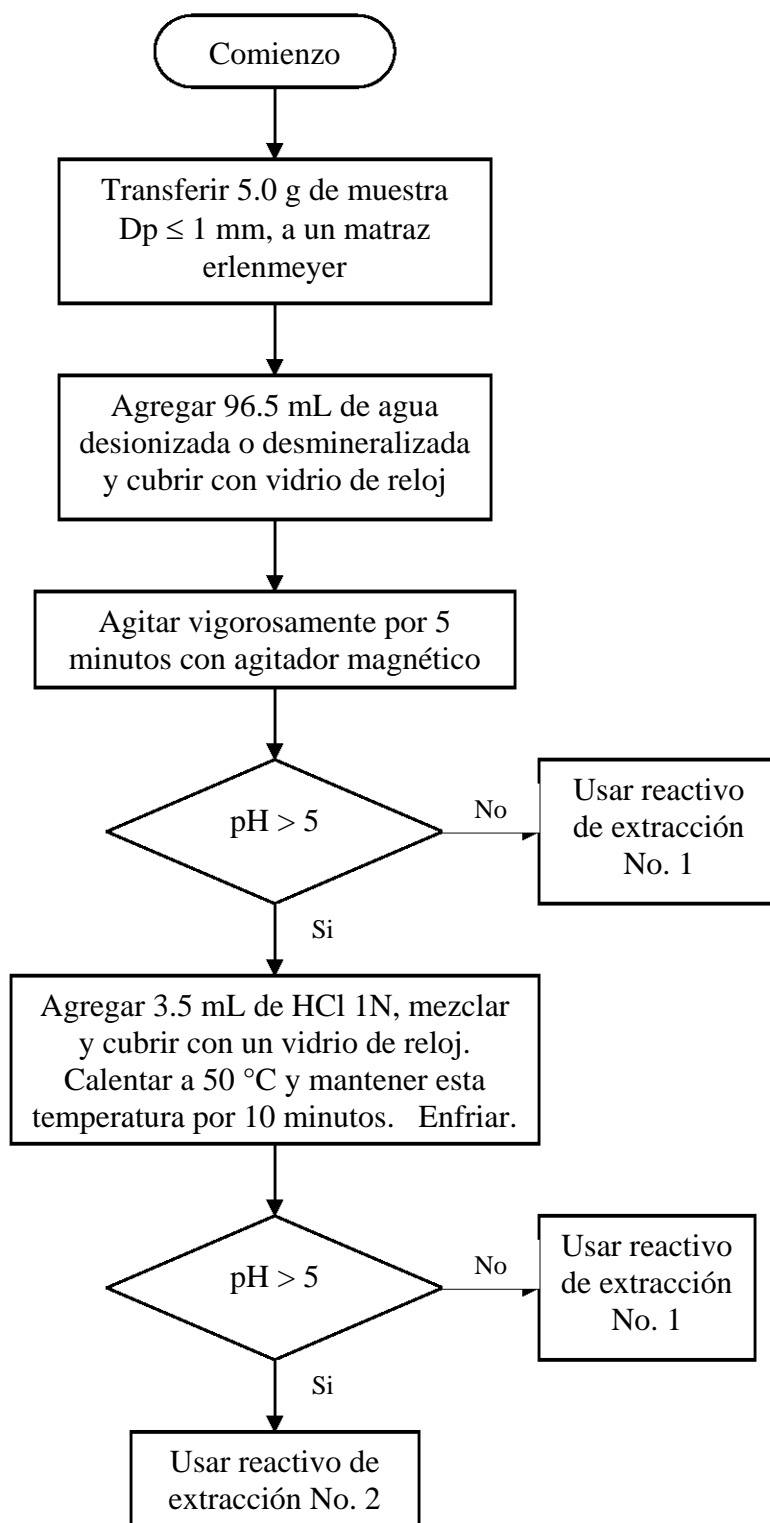 Comienzo
Transferir 5.0 g de muestra
Dp ≤ 1 mm, a un matraz
erlenmeyer
Agregar 96.5 mL de agua
desionizada o desmineralizada
y cubrir con vidrio de reloj
Agitar vigorosamente por 5
minutos con agitador magnético
pH > 5
No
Usar reactivo
de extracción
No. 1
Si
Agregar 3.5 mL de HCl 1N, mezclar
y cubrir con un vidrio de reloj.
Calentar a 50 °C y mantener esta
temperatura por 10 minutos. Enfriar.
pH > 5
No
Usar reactivo
de extracción
No. 1
Si
Usar reactivo de
extracción No. 2